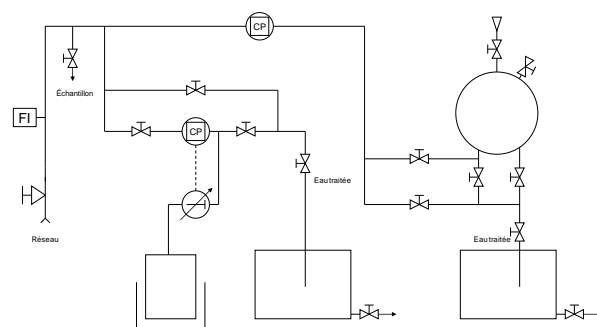 CP
Échantillon
FI
CP
Eau traitée
Réseau
Eau traitée